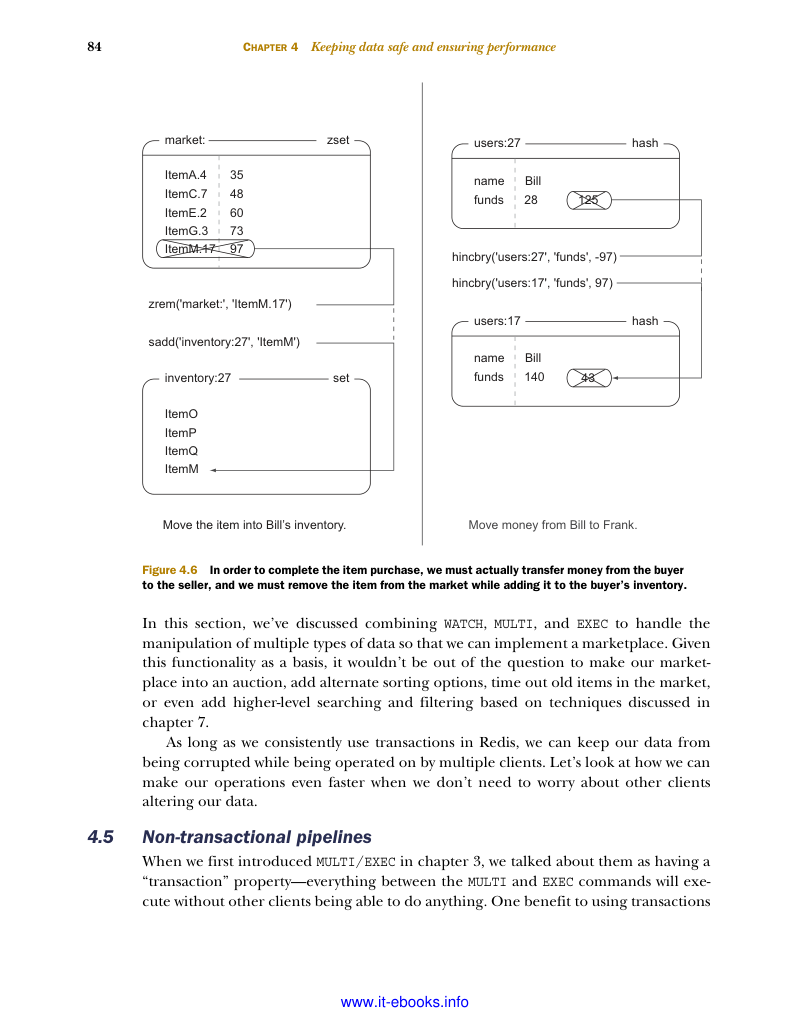 84
CHAPTER 4 Keeping data safe and ensuring performance
market: zset
ItemA.4 35
ItemC.7 48
ItemE.2 60
ItemG.3 73
ItemM.17 97
zrem('market:', 'ItemM.17')
sadd('inventory:27', 'ItemM')
inventory:27 set
ItemO
ItemP
ItemQ
ItemM
Move the item into Bill's inventory.
users:27 hash
name Bill
funds 28 125
hincby('users:27', 'funds', -97)
hincby('users:17', 'funds', 97)
users:17 hash
name Bill
funds 140 43
Move money from Bill to Frank.
Figure 4.6 In order to complete the item purchase, we must actually transfer money from the buyer
to the seller, and we must remove the item from the market while adding it to the buyer's inventory.
In this section, we've discussed combining WATCH, MULTI, and EXEC to handle the
manipulation of multiple types of data so that we can implement a marketplace. Given
this functionality as a basis, it wouldn't be out of the question to make our market-
place into an auction, add alternate sorting options, time out old items in the market,
or even add higher-level searching and filtering based on techniques discussed in
chapter 7.
As long as we consistently use transactions in Redis, we can keep our data from
being corrupted while being operated on by multiple clients. Let's look at how we can
make our operations even faster when we don't need to worry about other clients
altering our data.
4.5 Non-transactional pipelines
When we first introduced MULTI/EXEC in chapter 3, we talked about them as having a
“transaction” property—everything between the MULTI and EXEC commands will exe-
cute without other clients being able to do anything. One benefit to using transactions
www.it-ebooks.info